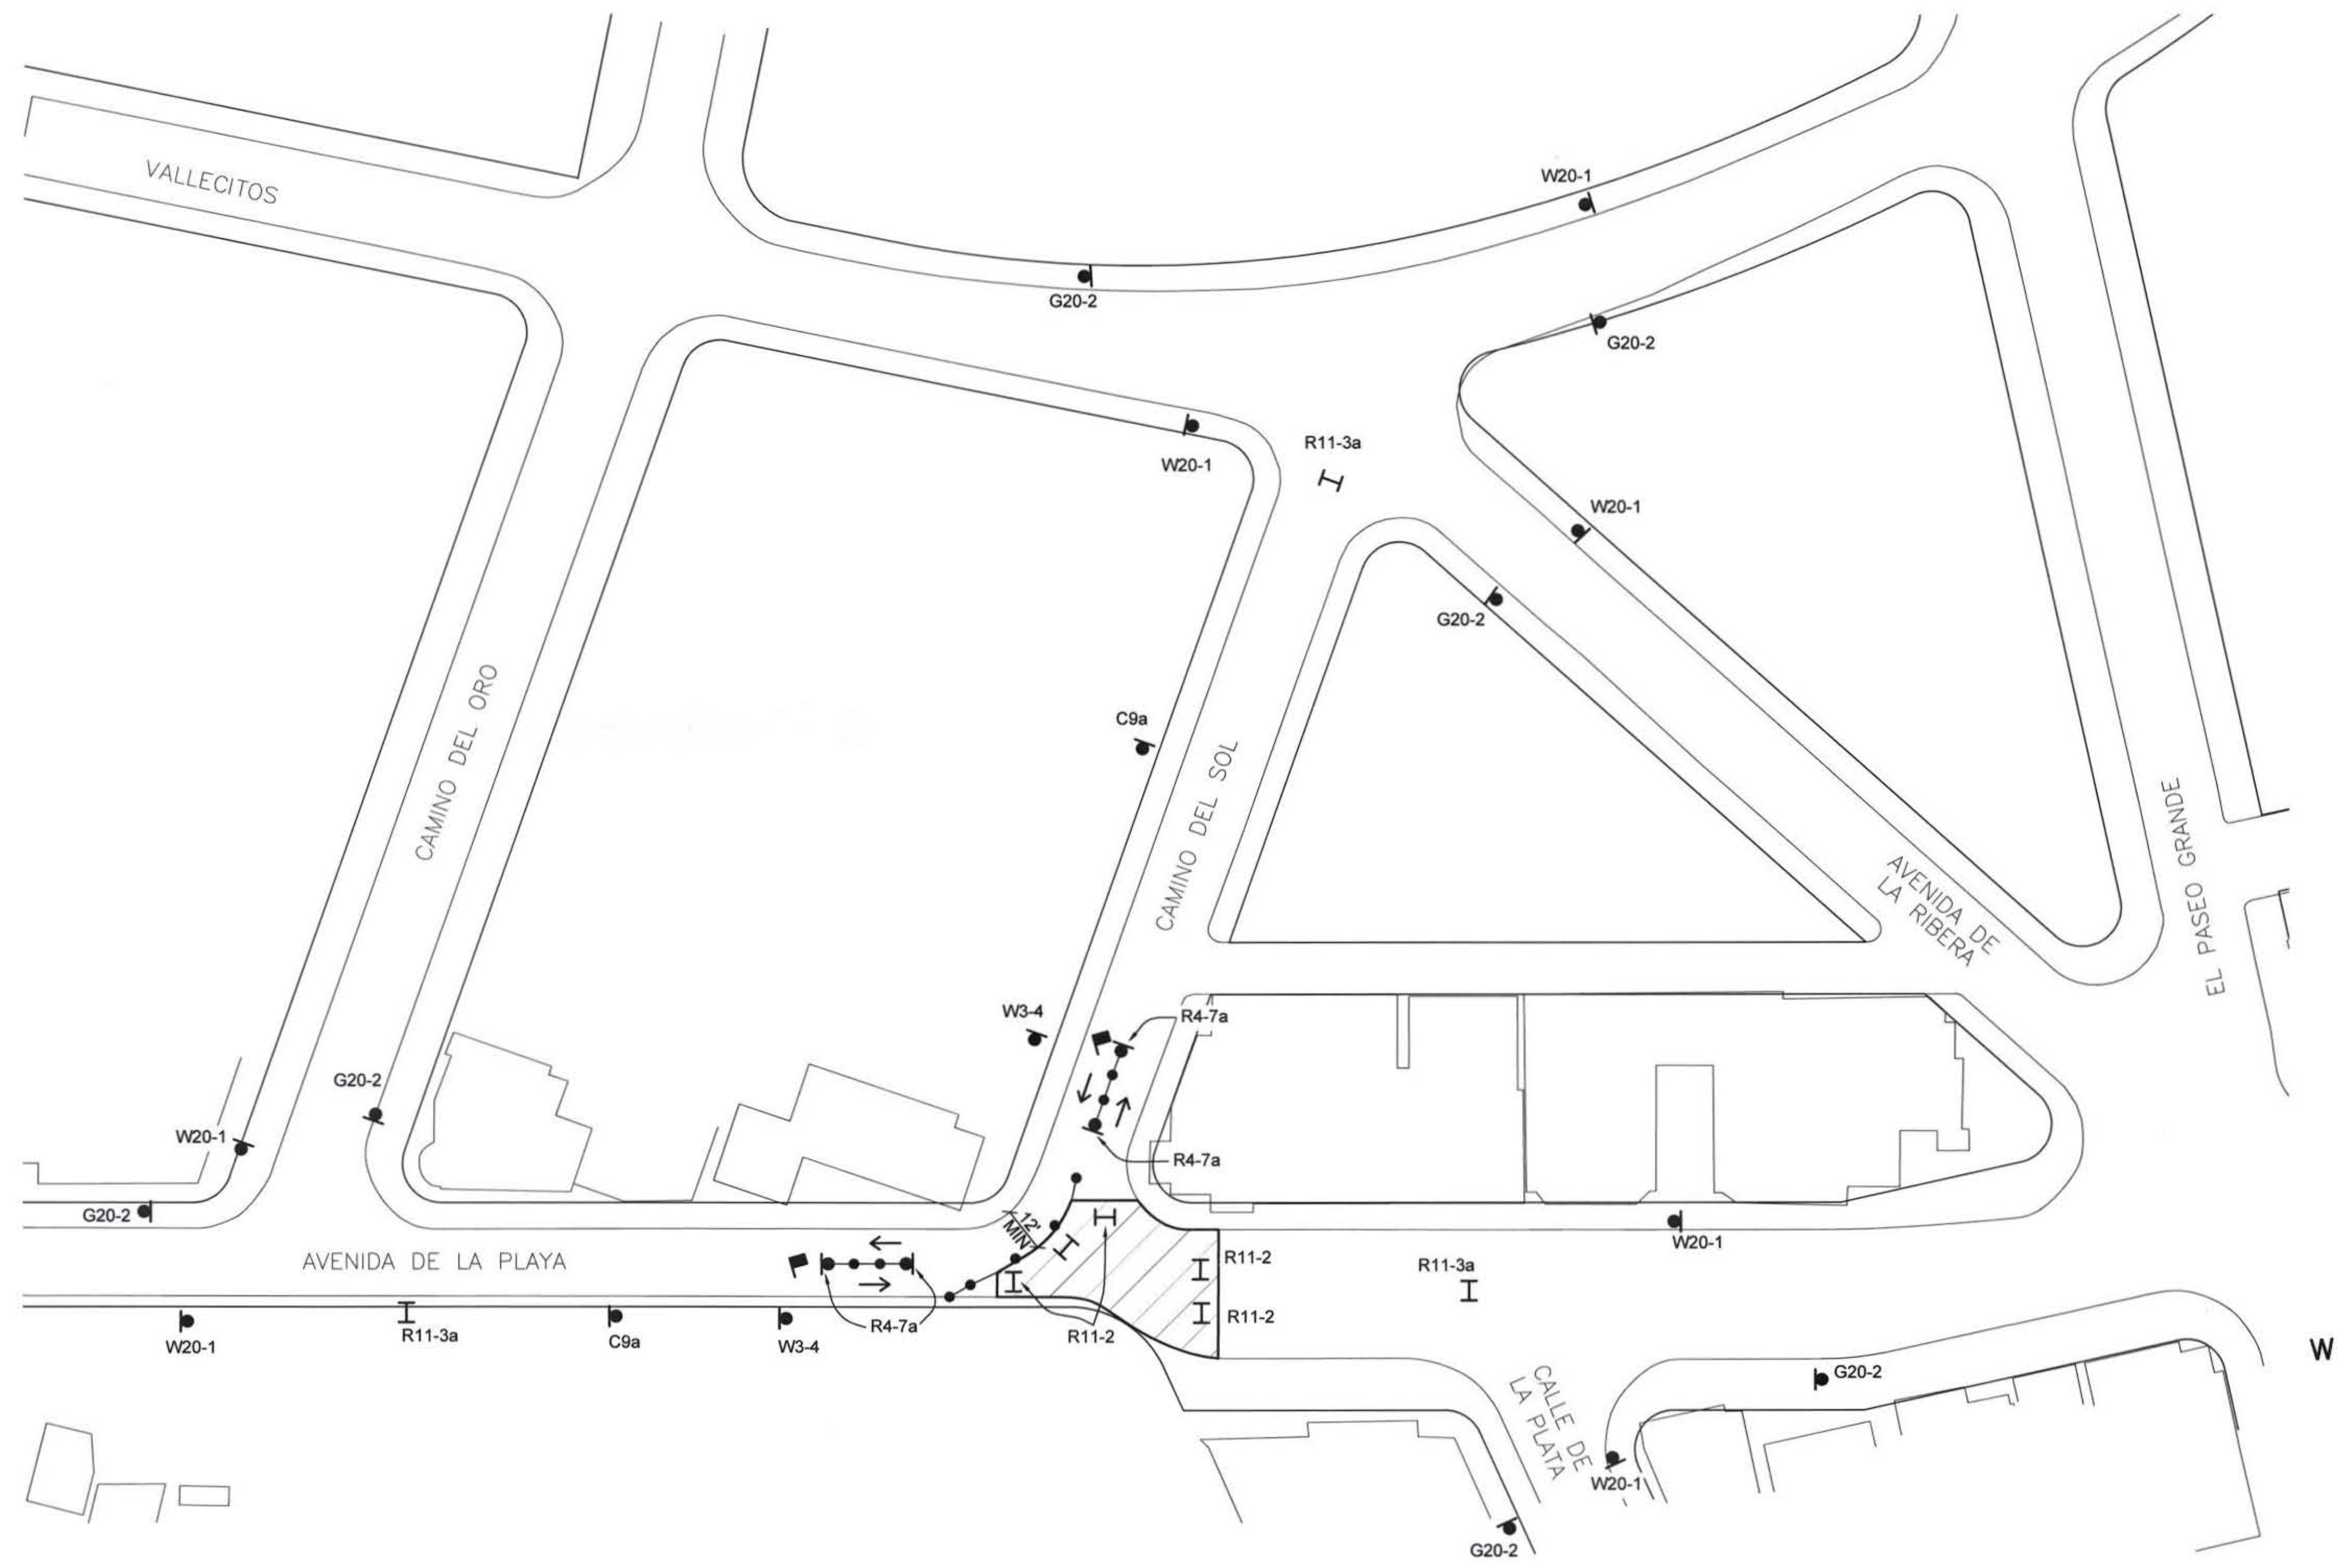 VALLECITOS
W20-1
G20-2
G20-2
W20-1
R11-3a
W20-1
G20-2
CAMINO DEL ORO
C9a
CAMINO DEL SOL
EL PASEO GRANDE
AVENIDA DE
LA RIBERA
W3-4
R4-7a
G20-2
W20-1
R4-7a
G20-2
12'
MIN
W20-1
AVENIDA DE LA PLAYA
R11-2
R11-3a
W20-1
R11-3a
C9a
W3-4
R4-7a
R11-2
R11-2
W
CALLE DE
LA PLATA
G20-2
W20-1
G20-2